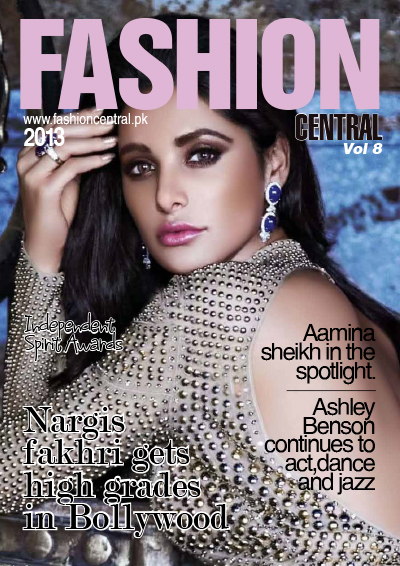 FASHION
www.fashioncentral.pk
2013
CENTRAL
Vol 8
Independent
Spirit Awards
Aamina
sheikh in the
spotlight.
Nargis
fakhri gets
high grades
in Bollywood
Ashley
Benson
continues to
act,dance
and jazz